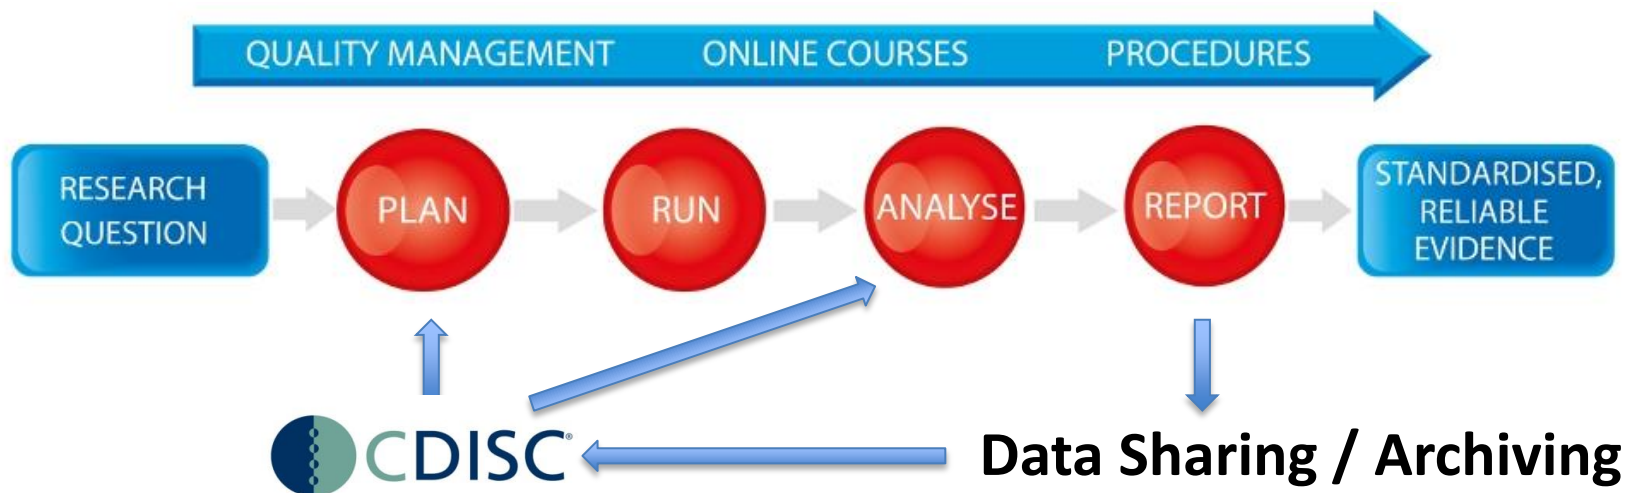 QUALITY MANAGEMENT ONLINE COURSES PROCEDURES
RESEARCH
QUESTION
PLAN
RUN
ANALYSE
REPORT
STANDARDISED,
RELIABLE
EVIDENCE
CDISC®
Data Sharing / Archiving